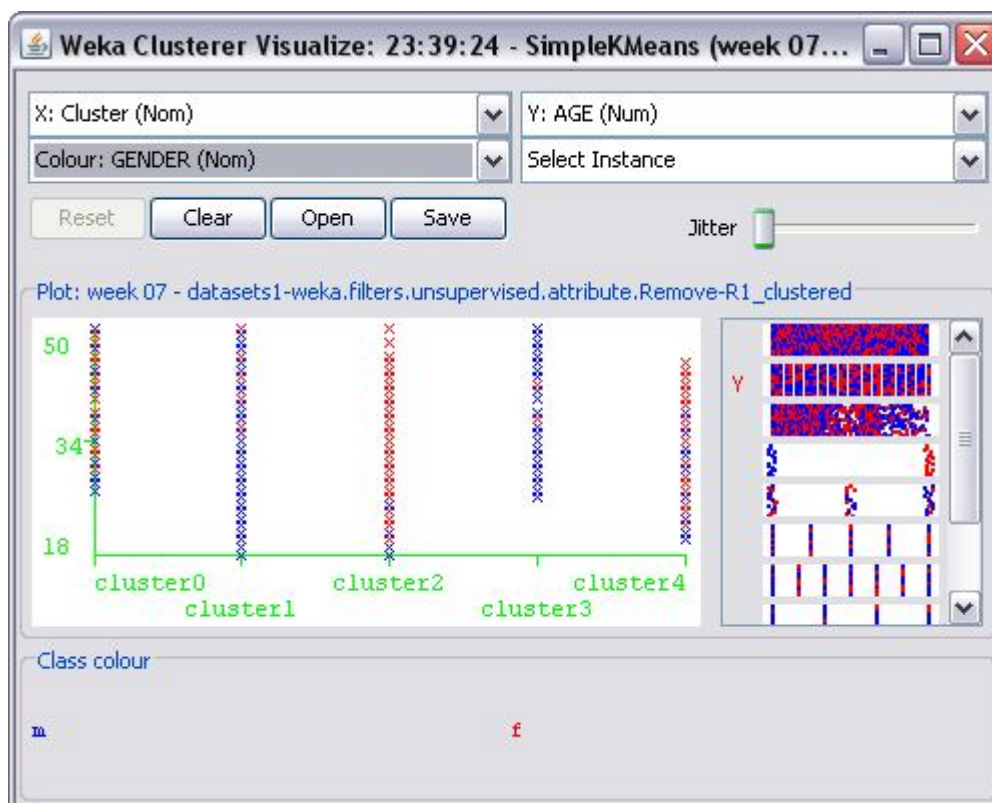 Weka Clusterer Visualize: 23:39:24 - SimpleKMeans (week 07...
X: Cluster (Nom) Y: AGE (Num)
Colour: GENDER (Nom) Select Instance
Reset Clear Open Save Jitter
Plot: week 07 - datasets1-weka.filters.unsupervised.attribute.Remove-R1_clustered
50
34
18
cluster0 cluster2 cluster4
cluster1 cluster3
Y
Class colour
m f